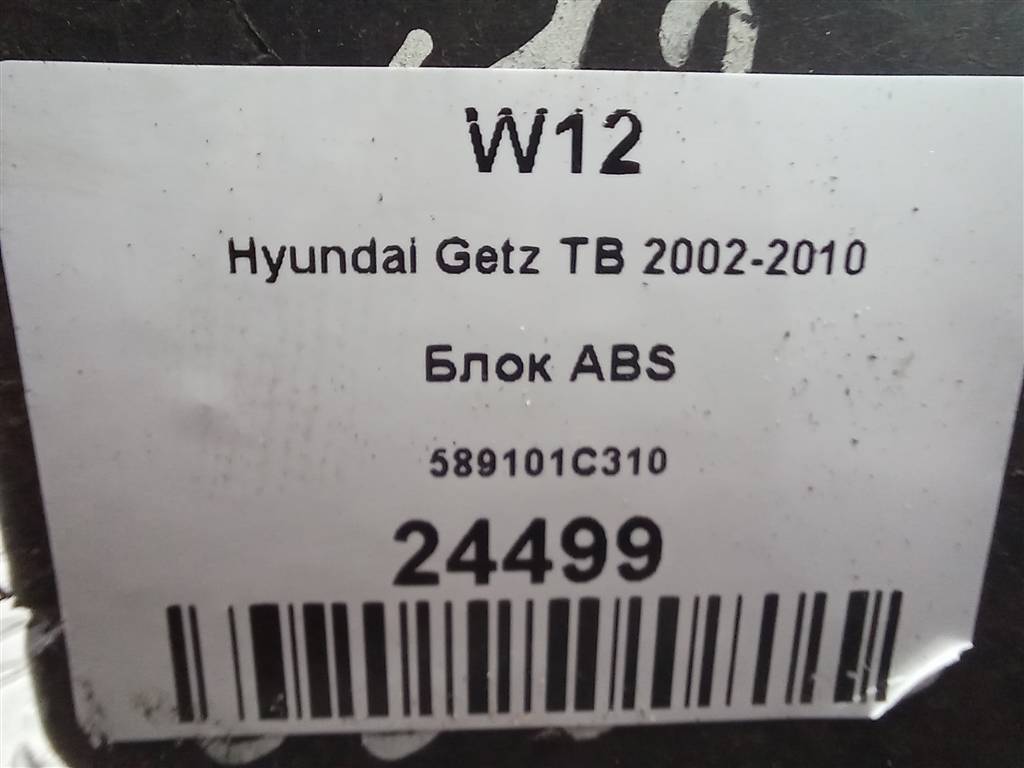 W12
Hyundai Getz TB 2002-2010
Блок ABS
589101C310
24499